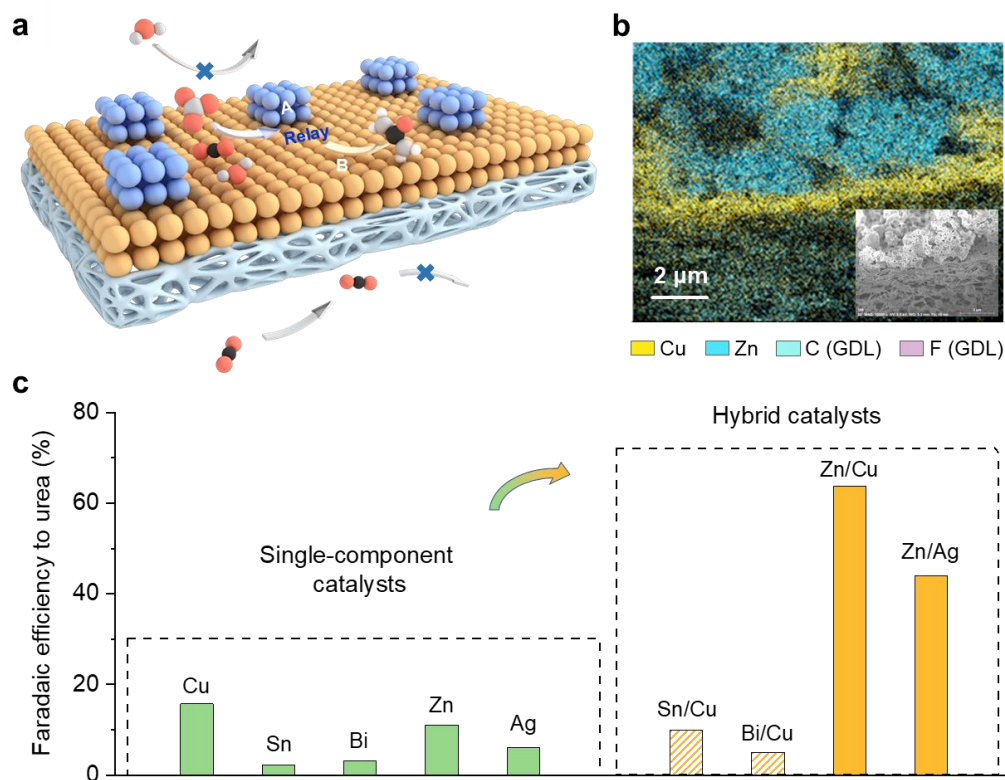 a
A
Relay
B
b
2 μm
Cu Zn C (GDL) F (GDL)
c
Faradaic efficiency to urea (%)
80
60
40
20
0
Single-component
catalysts
Cu
Sn
Bi
Zn
Ag
Hybrid catalysts
Sn/Cu
Bi/Cu
Zn/Cu
Zn/Ag